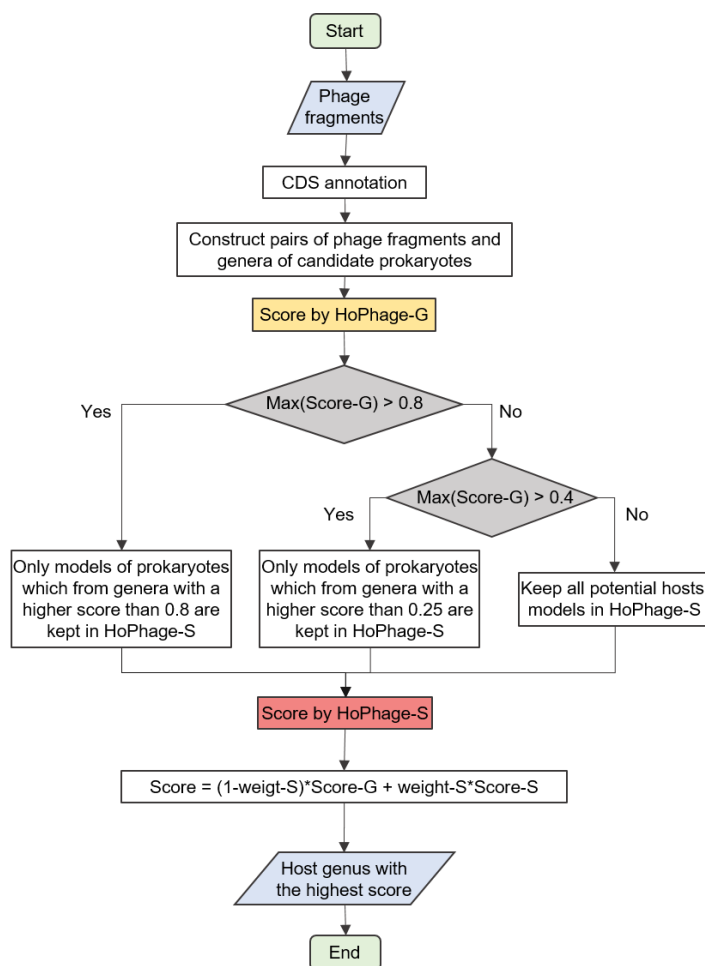 Start
Phage
fragments
CDS annotation
Construct pairs of phage fragments and
genera of candidate prokaryotes
Score by HoPhage-G
Max(Score-G) > 0.8
Yes
No
Max(Score-G) > 0.4
Yes
No
Only models of prokaryotes
which from genera with a
higher score than 0.8 are
kept in HoPhage-S
Only models of prokaryotes
which from genera with a
higher score than 0.25 are
kept in HoPhage-S
Keep all potential hosts
models in HoPhage-S
Score by HoPhage-S
Score = (1-weigt-S)*Score-G + weight-S*Score-S
Host genus with
the highest score
End